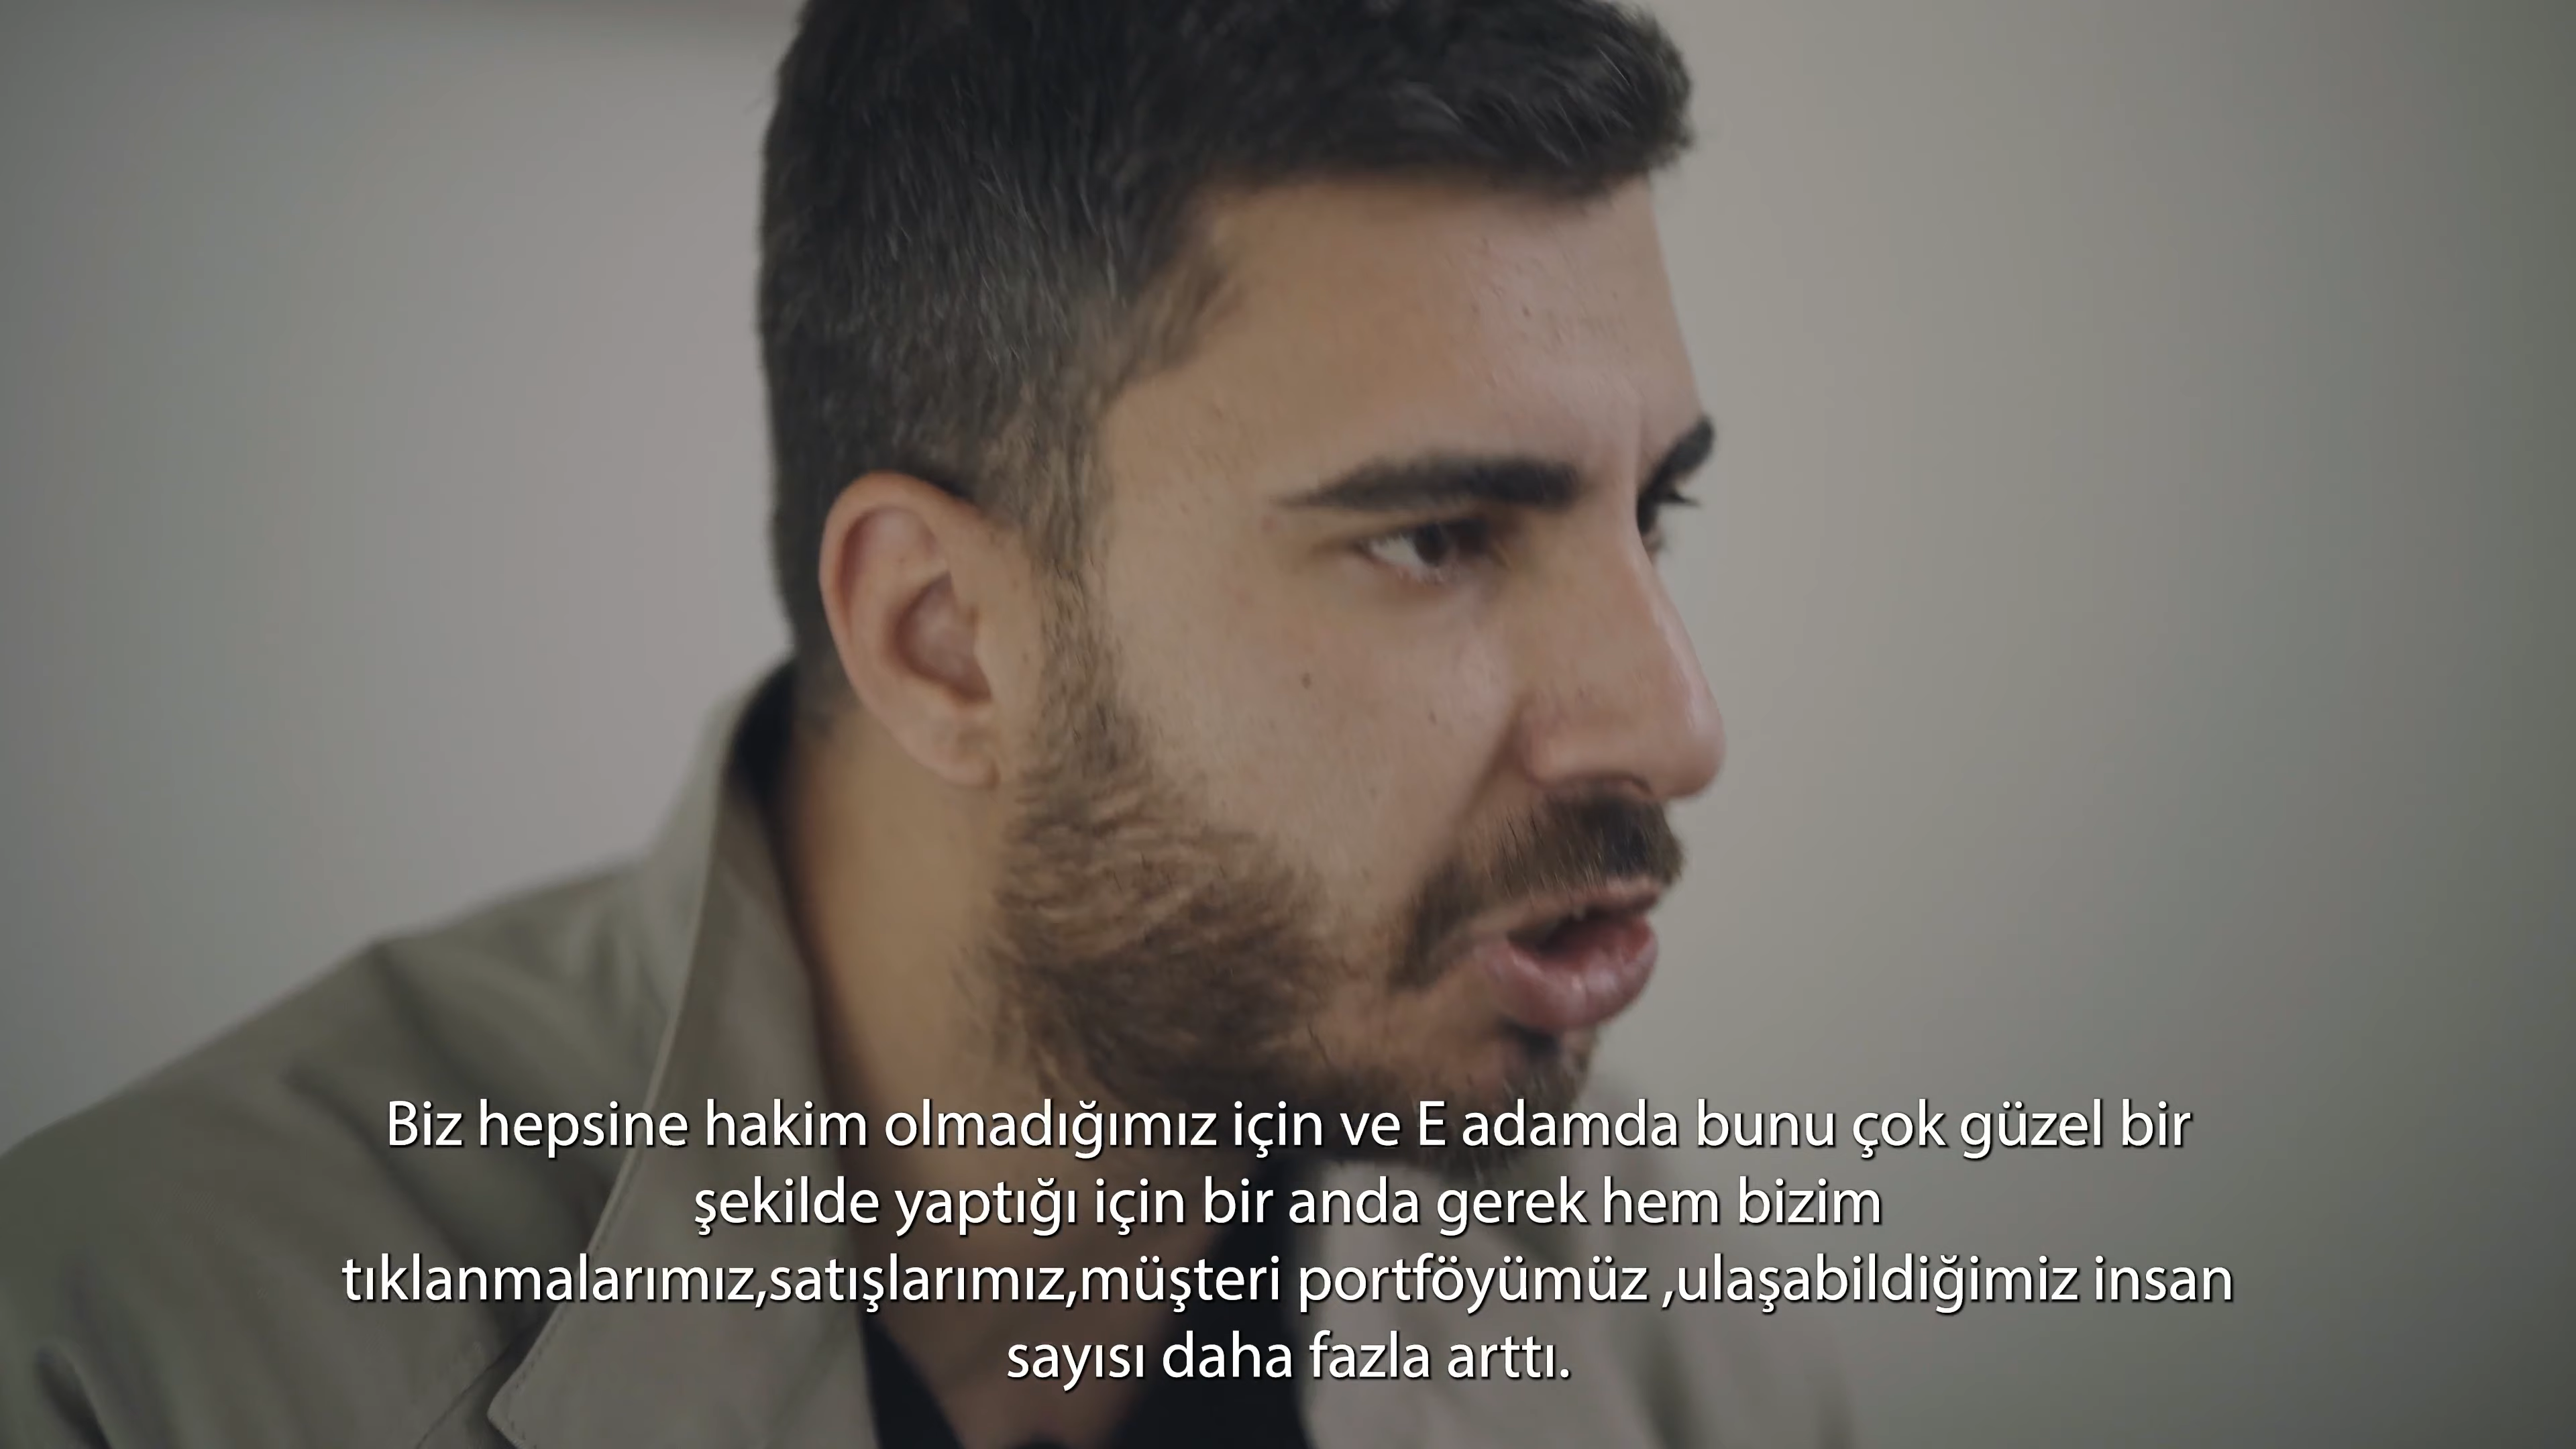 Biz hepsine hakim olmadığımız için ve E adamda bunu çok güzel bir
şekilde yaptığı için bir anda gerek hem bizim
tıklanmalarımız,satışlarımız,müşteri portföyümüz ,ulaşabildiğimiz insan
sayısı daha fazla arttı.